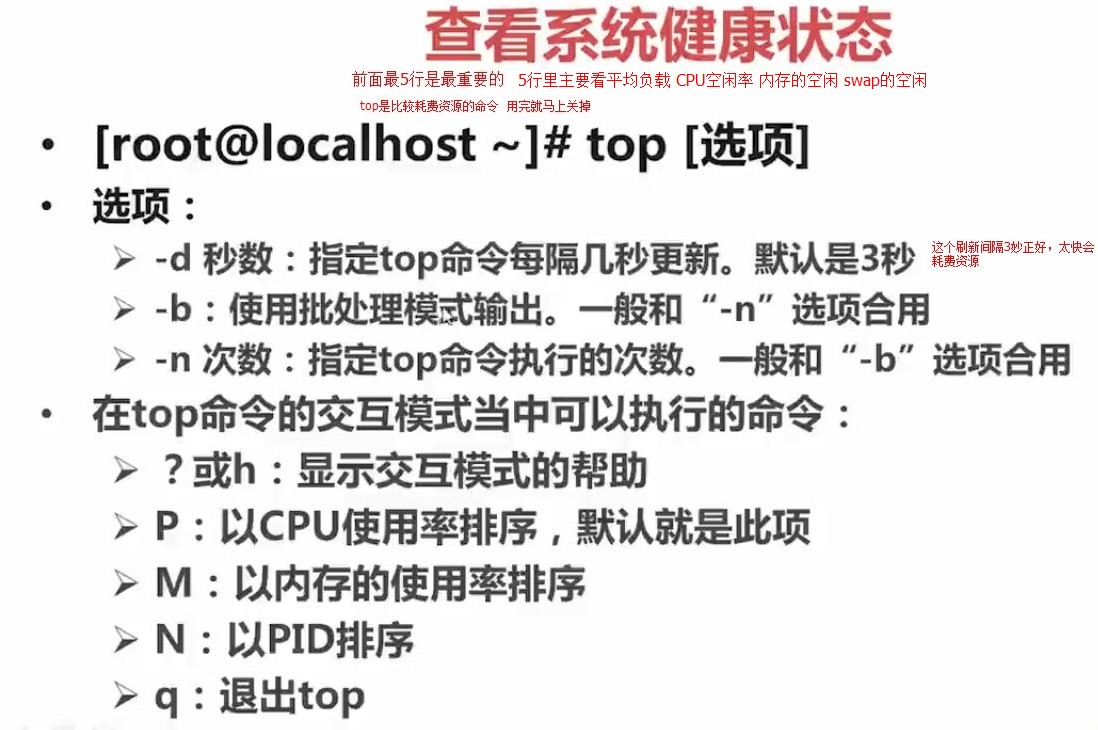 查看系统健康状态
前面最5行是最重要的 5行里主要看平均负载 CPU空闲率 内存的空闲 swap的空闲
top是比较耗费资源的命令 用完就马上关掉
• [root@localhost ~]# top [选项]
• 选项：
➢ -d 秒数：指定top命令每隔几秒更新。默认是3秒
这个刷新间隔3妙正好，太快会
耗费资源
➢ -b：使用批处理模式输出。一般和“-n”选项合用
➢ -n 次数：指定top命令执行的次数。一般和“-b”选项合用
• 在top命令的交互模式当中可以执行的命令：
➢ ？或h：显示交互模式的帮助
➢ P：以CPU使用率排序，默认就是此项
➢ M：以内存的使用率排序
➢ N：以PID排序
➢ q：退出top